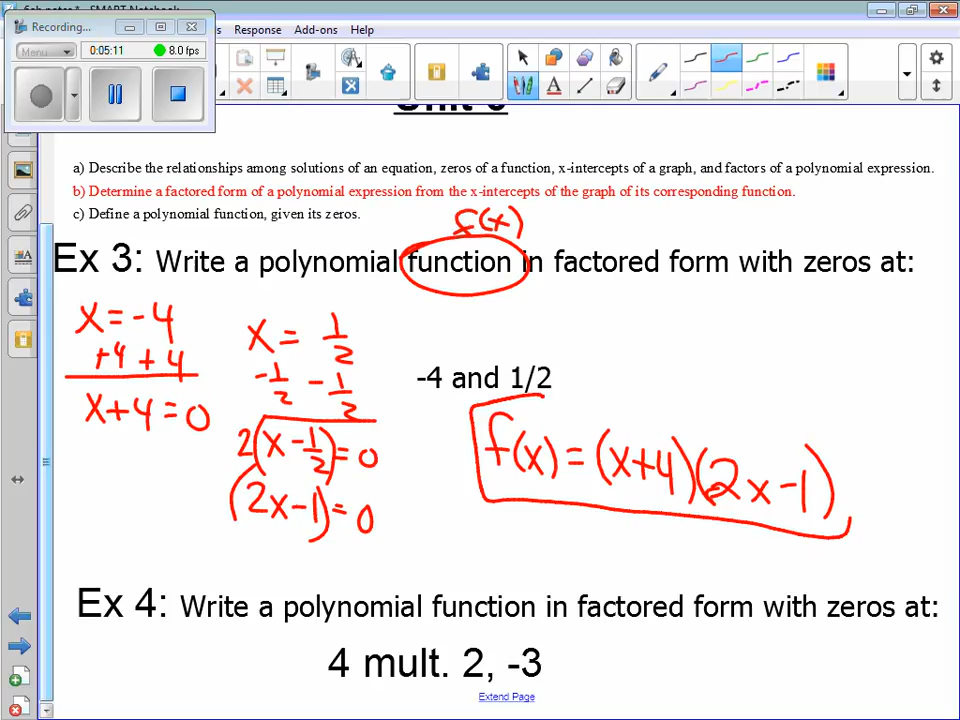 Recording...
Menu
0:05:11
8.0 fps
Response Add-ons Help
a) Describe the relationships among solutions of an equation, zeros of a function, x-intercepts of a graph, and factors of a polynomial expression.
b) Determine a factored form of a polynomial expression from the x-intercepts of the graph of its corresponding function.
c) Define a polynomial function, given its zeros.
f(x)
Ex 3: Write a polynomial function in factored form with zeros at:
x = -4
+4 +4
x+4=0
x = 1/2
-1/2 -1/2
2(x-1/2)=0
(2x-1)=0
-4 and 1/2
f(x) = (x+4)(2x-1)
Ex 4: Write a polynomial function in factored form with zeros at:
4 mult. 2, -3
Extend Page